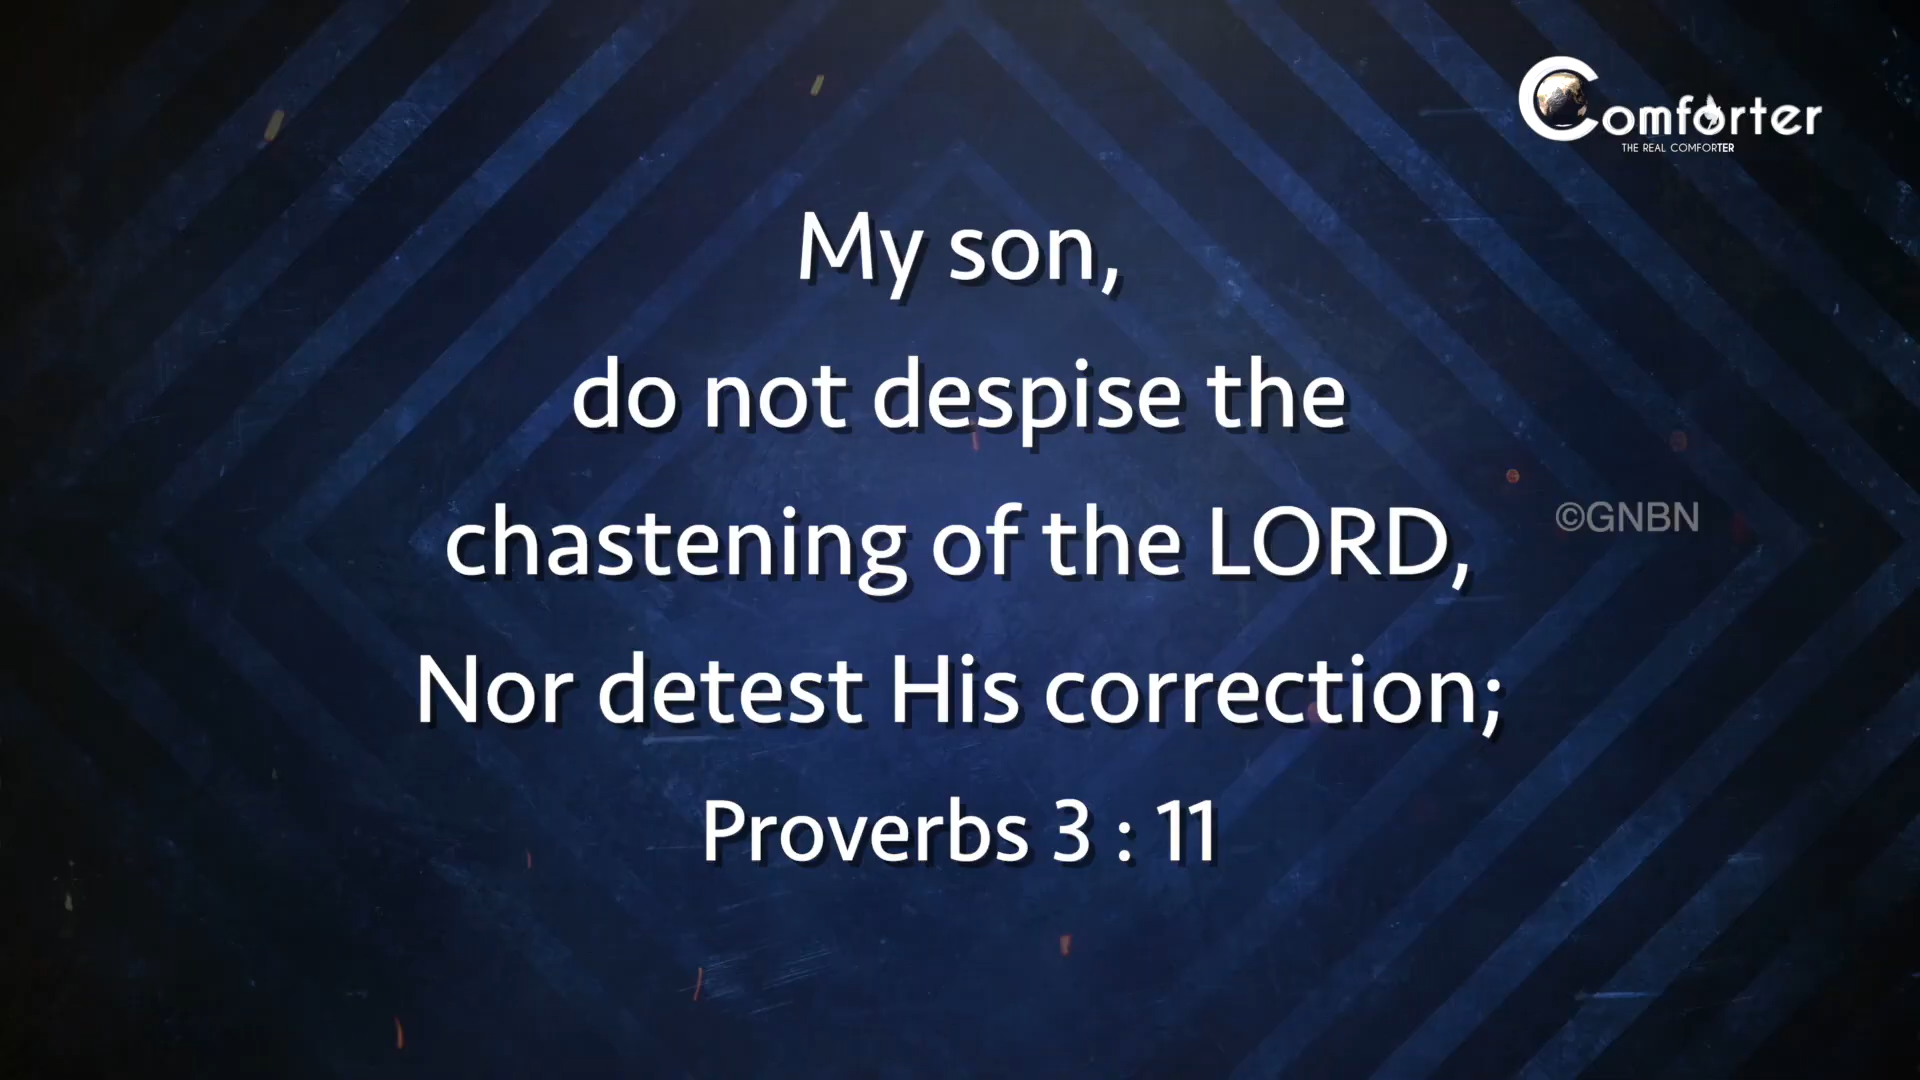 Comforter
THE REAL COMFORTER
My son,
do not despise the
chastening of the LORD,
©GNBN
Nor detest His correction;
Proverbs 3 : 11